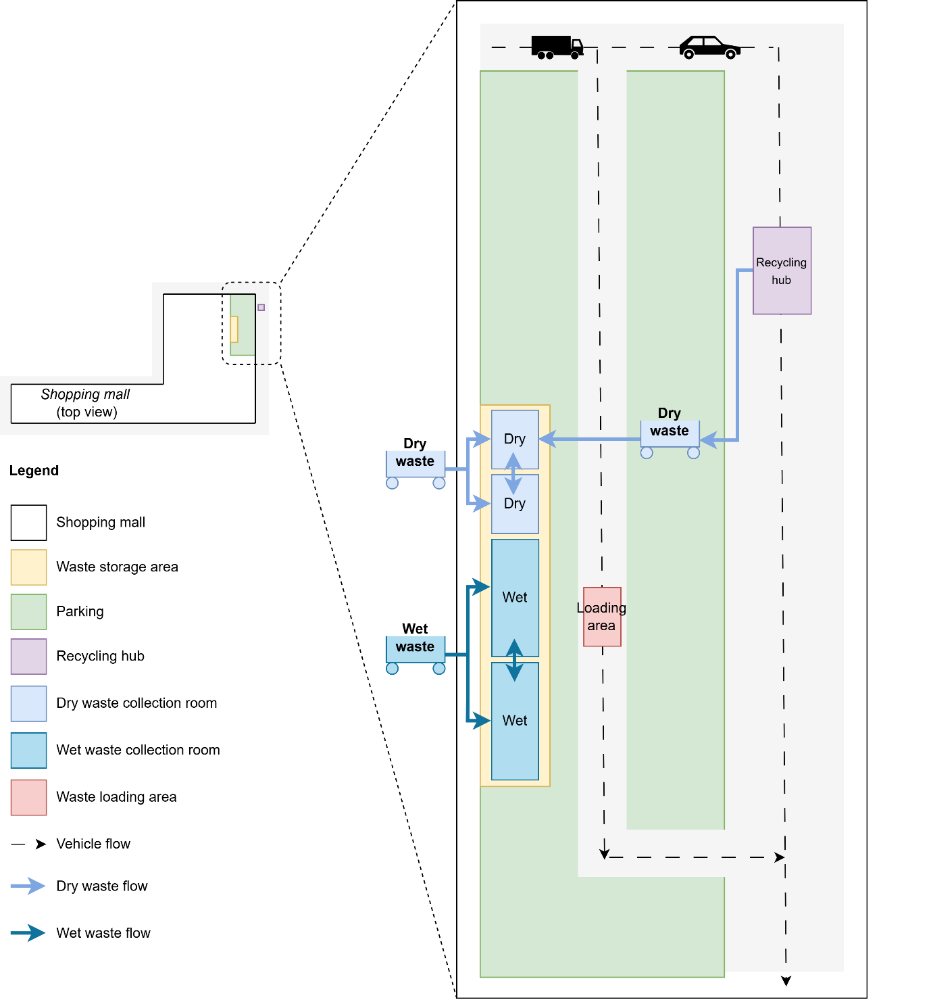 Shopping mall
(top view)
Legend
Shopping mall
Waste storage area
Parking
Recycling hub
Dry waste collection room
Wet waste collection room
Waste loading area
Vehicle flow
Dry waste flow
Wet waste flow
Dry
waste
Wet
waste
Dry
Dry
Wet
Wet
Loading
area
Dry
waste
Recycling
hub